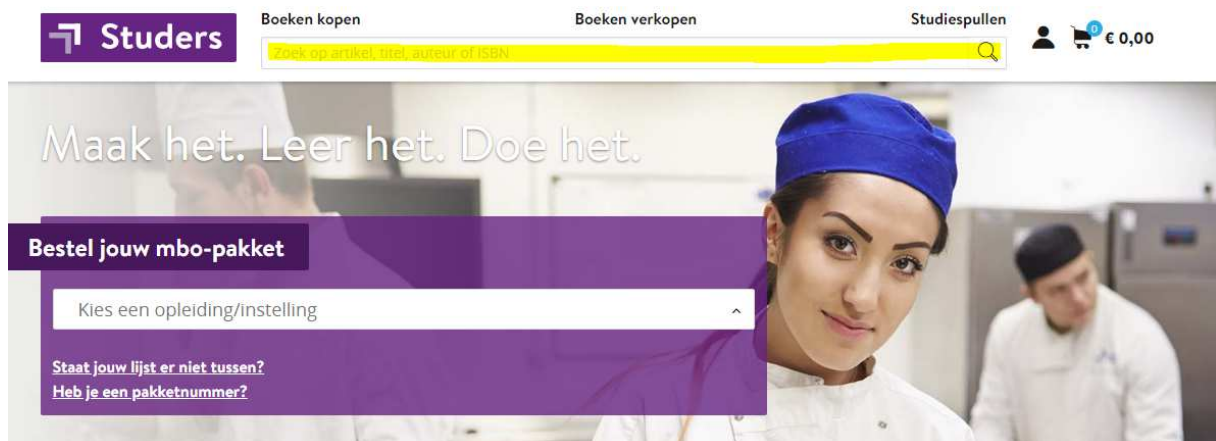 Studers
Boeken kopen
Boeken verkopen
Studiespullen
Zoek op artikel, titel, auteur of ISBN
0
€ 0,00
Maak het. Leer het. Doe het.
Bestel jouw mbo-pakket
Kies een opleiding/instelling
Staat jouw lijst er niet tussen?
Heb je een pakketnummer?